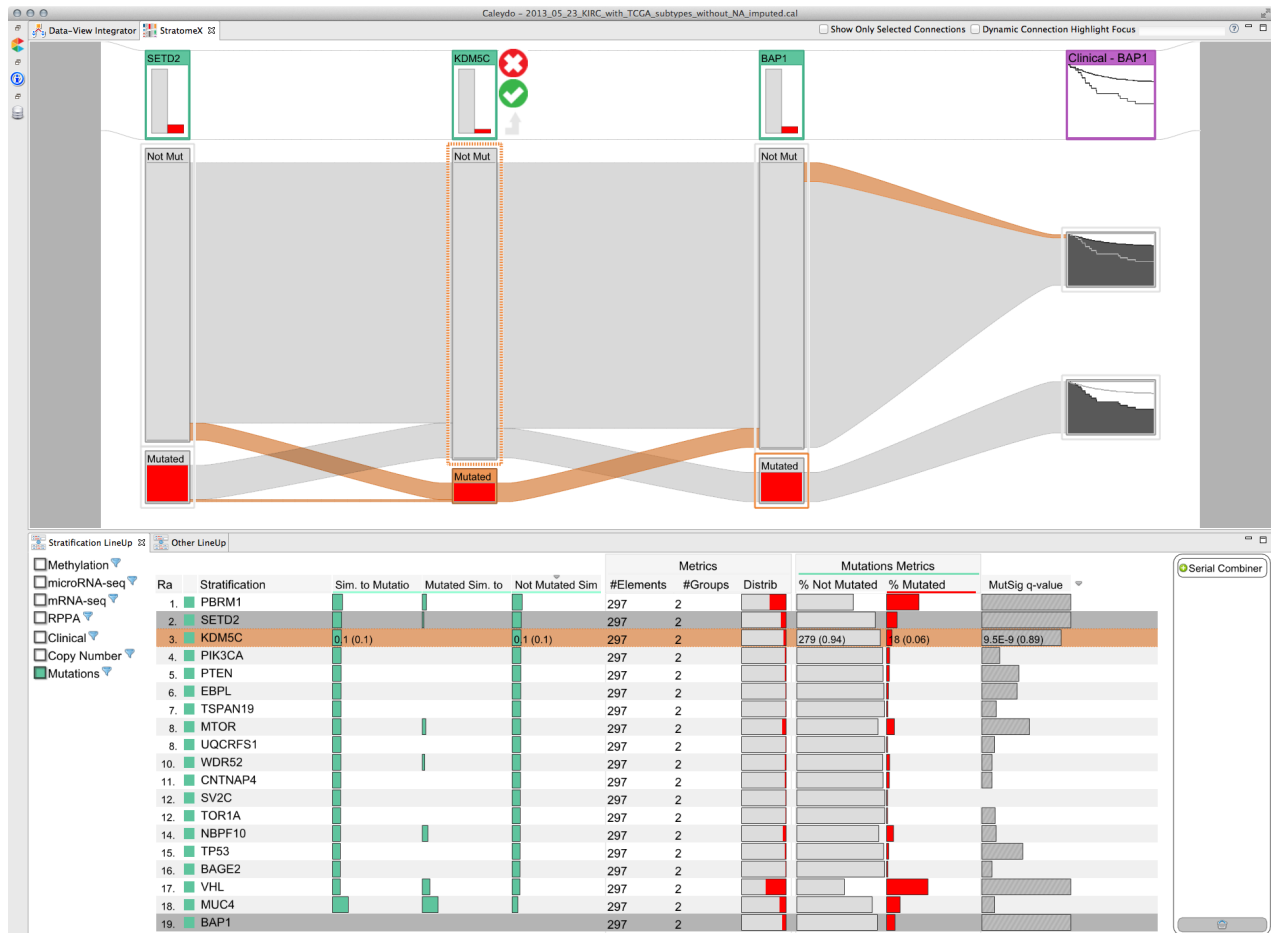 Caleydo - 2013_05_23_KIRC_with_TCGA_subtypes_without_NA_imputed.cal
Data-View Integrator StratomeX Show Only Selected Connections Dynamic Connection Highlight Focus
SETD2 KDM5C BAP1 Clinical - BAP1
Not Mut Not Mut Not Mut
Mutated Mutated Mutated
Stratification LineUp Other LineUp
Methylation
microRNA-seq
mRNA-seq
RPPA
Clinical
Copy Number
Mutations
Metrics Mutations Metrics
Ra Stratification Sim. to Mutatio Mutated Sim. to Not Mutated Sim #Elements #Groups Distrib % Not Mutated % Mutated MutSig q-value
1. PBRM1 297 2
2. SETD2 297 2
3. KDM5C 0.1 (0.1) 0.1 (0.1) 297 2 279 (0.94) 18 (0.06) 9.5E-9 (0.89)
4. PIK3CA 297 2
5. PTEN 297 2
6. EBPL 297 2
7. TSPAN19 297 2
8. MTOR 297 2
8. UQCRFS1 297 2
10. WDR52 297 2
11. CNTNAP4 297 2
12. SV2C 297 2
12. TOR1A 297 2
14. NBPF10 297 2
15. TP53 297 2
16. BAGE2 297 2
17. VHL 297 2
18. MUC4 297 2
19. BAP1 297 2
Serial Combiner